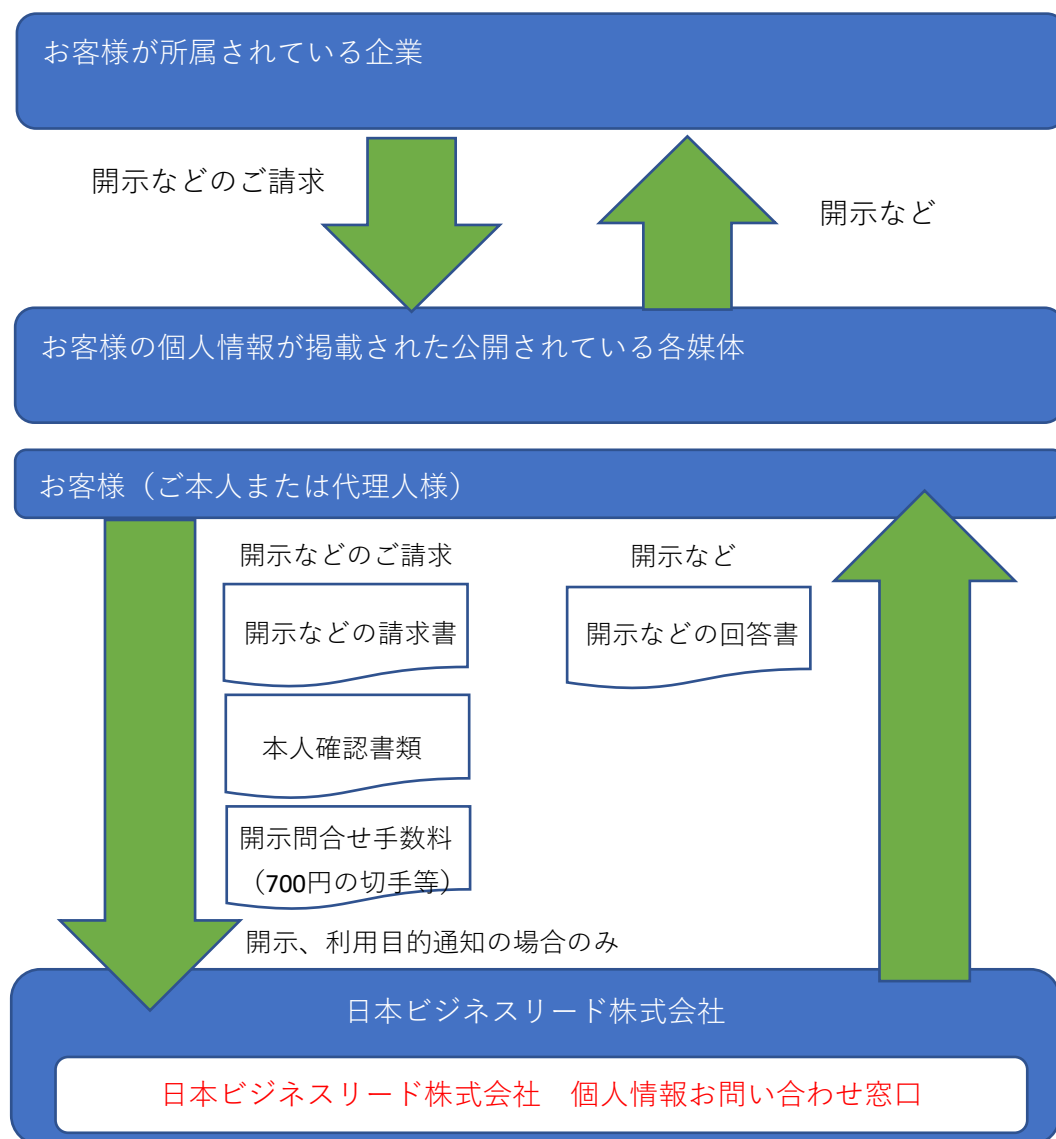 お客様が所属されている企業
開示などのご請求
開示など
お客様の個人情報が掲載された公開されている各媒体
お客様（ご本人または代理人様）
開示などのご請求
開示など
開示などの請求書
開示などの回答書
本人確認書類
開示問合せ手数料
（700円の切手等）
開示、利用目的通知の場合のみ
日本ビジネスリード株式会社
日本ビジネスリード株式会社　個人情報お問い合わせ窓口